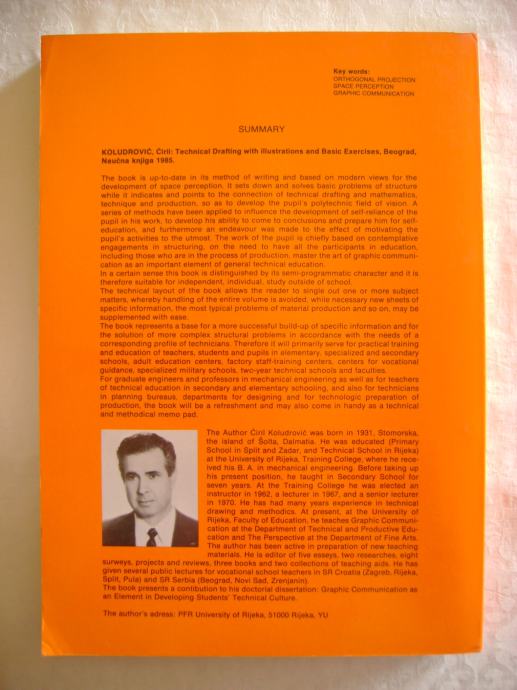 Key words:
ORTHOGONAL PROJECTION
SPACE PERCEPTION
GRAPHIC COMMUNICATION
SUMMARY
KOLUDROVIĆ, Ćiril: Technical Drafting with illustrations and Basic Exercises, Beograd,
Naučna knjiga 1985.
The book is up-to-date in its method of writing and based on modern views for the
development of space perception. It sets down and solves basic problems of structure
while it indicates and points to the connection of technical drafting and mathematics,
technique and production, so as to develop the pupil's polytechnic field of vision. A
series of methods have been applied to influence the development of self-reliance of the
pupil in his work, to develop his ability to come to conclusions and prepare him for self-
education, and furthermore an endeavour was made to the effect of motivating the
pupil's activities to the utmost. The work of the pupil is chiefly based on contemplative
engagements in structuring, on the need to have all the participants in education,
including those who are in the process of production, master the art of graphic communi-
cation as an important element of general technical education.
In a certain sense this book is distinguished by its semi-programmatic character and it is
therefore suitable for independent, individual, study outside of school.
The technical layout of the book allows the reader to single out one or more subject
matters, whereby handling of the entire volume is avoided, while necessary new sheets of
specific information, the most typical problems of material production and so on, may be
supplemented with ease.
The book represents a base for a more successful build-up of specific information and for
the solution of more complex structural problems in accordance with the needs of a
corresponding profile of technicians. Therefore it will primarily serve for practical training
and education of teachers, students and pupils in elementary, specialized and secondary
schools, adult education centers, factory staff-training centers, centers for vocational
guidance, specialized military schools, two-year technical schools and faculties.
For graduate engineers and professors in mechanical engineering as well as for teachers
of technical education in secondary and elementary schooling, and also for technicians
in planning bureaus, departments for designing and for technologic preparation of
production, the book will be a refreshment and may also come in handy as a technical
and methodical memo pad.
The Author Ćiril Koludrović was born in 1931, Stomorska,
the island of Šolta, Dalmatia. He was educated (Primary
School in Split and Zadar, and Technical School in Rijeka)
at the University of Rijeka, Training College, where he rece-
ived his B. A. in mechanical engineering. Before taking up
his present position, he taught in Secondary School for
seven years. At the Training College he was elected an
instructor in 1962, a lecturer in 1967, and a senior lecturer
in 1970. He has had many years experience in technical
drawing and methodics. At present, at the University of
Rijeka, Faculty of Education, he teaches Graphic Communi-
cation at the Department of Technical and Productive Edu-
cation and The Perspective at the Department of Fine Arts.
The author has been active in preparation of new teaching
materials. He is editor of five esseys, two researches, eight
surveys, projects and reviews, three books and two collections of teaching aids. He has
given several public lectures for vocational school teachers in SR Croatia (Zagreb, Rijeka,
Split, Pula) and SR Serbia (Beograd, Novi Sad, Zrenjanin).
The book presents a contibution to his doctorial dissertation: Graphic Communication as
an Element in Developing Students' Technical Culture.
The author's adress: PFR University of Rijeka, 51000 Rijeka, YU